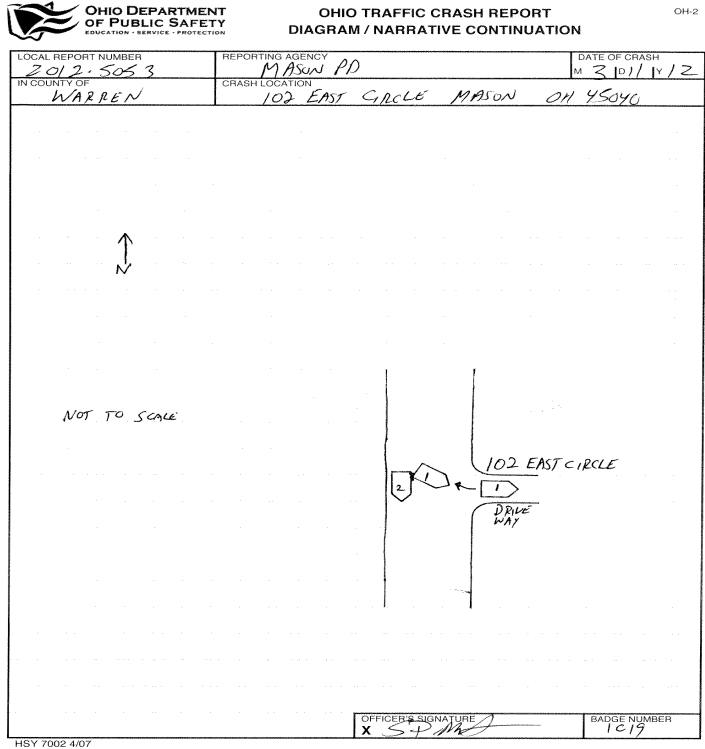 OHIO DEPARTMENT
OF PUBLIC SAFETY
EDUCATION - SERVICE - PROTECTION
OHIO TRAFFIC CRASH REPORT
DIAGRAM / NARRATIVE CONTINUATION
OH-2
LOCAL REPORT NUMBER
2012-5053
REPORTING AGENCY
MASON PD
DATE OF CRASH
M 3 D 1 Y 12
IN COUNTY OF
WARREN
CRASH LOCATION
102 EAST CIRCLE MASON OH 45040
N
NOT TO SCALE
102 EAST CIRCLE
2
1
1
DRIVE
WAY
OFFICER'S SIGNATURE
X
BADGE NUMBER
1C19
HSY 7002 4/07